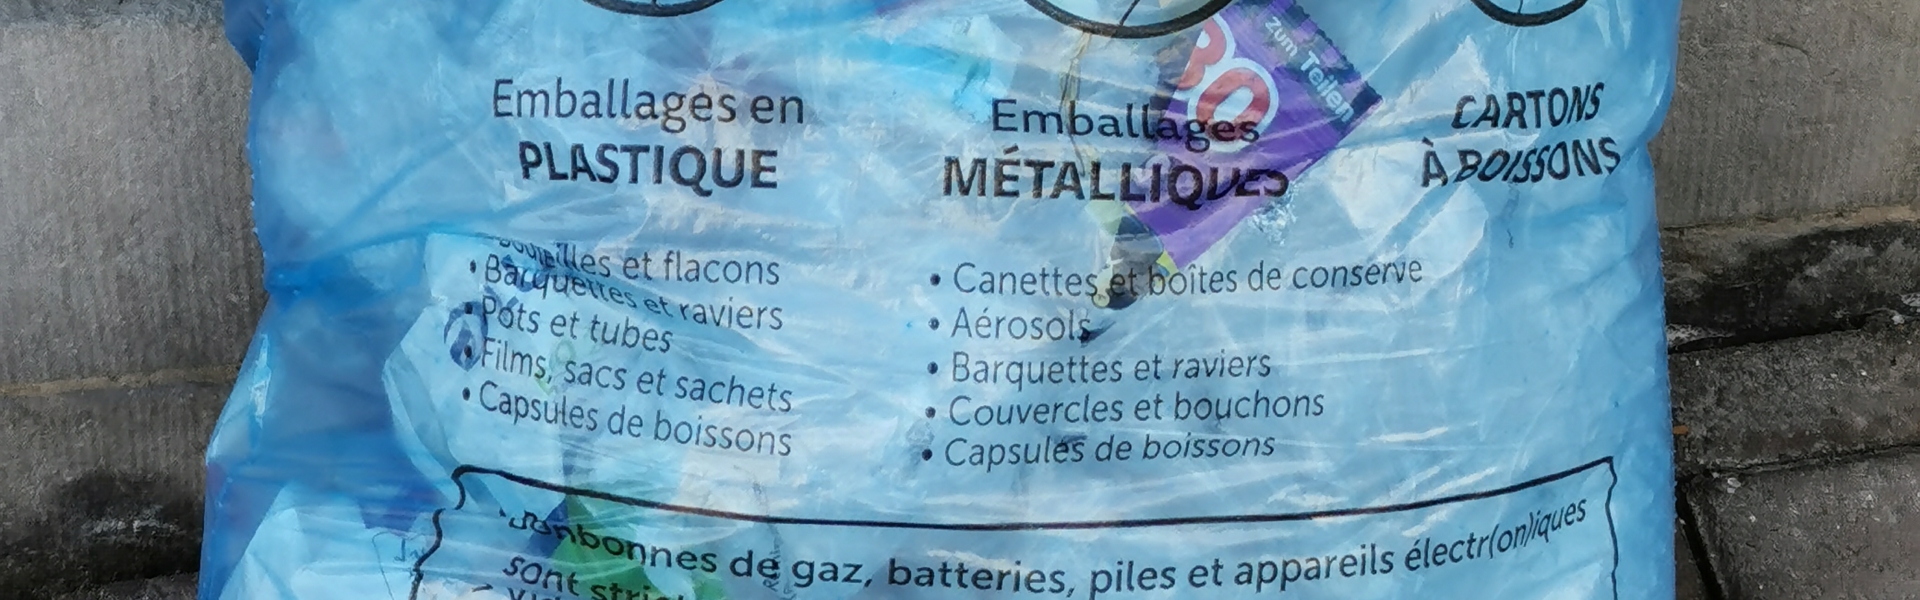 Zum Teilen
Emballages en
PLASTIQUE
Bouteilles et flacons
• Barquettes et raviers
• Pots et tubes
• Films, sacs et sachets
• Capsules de boissons
Emballages
MÉTALLIQUES
• Canettes et boîtes de conserve
• Aérosols
• Barquettes et raviers
• Couvercles et bouchons
• Capsules de boissons
CARTONS
À BOISSONS
Bonbonnes de gaz, batteries, piles et appareils électr(on)iques
sont